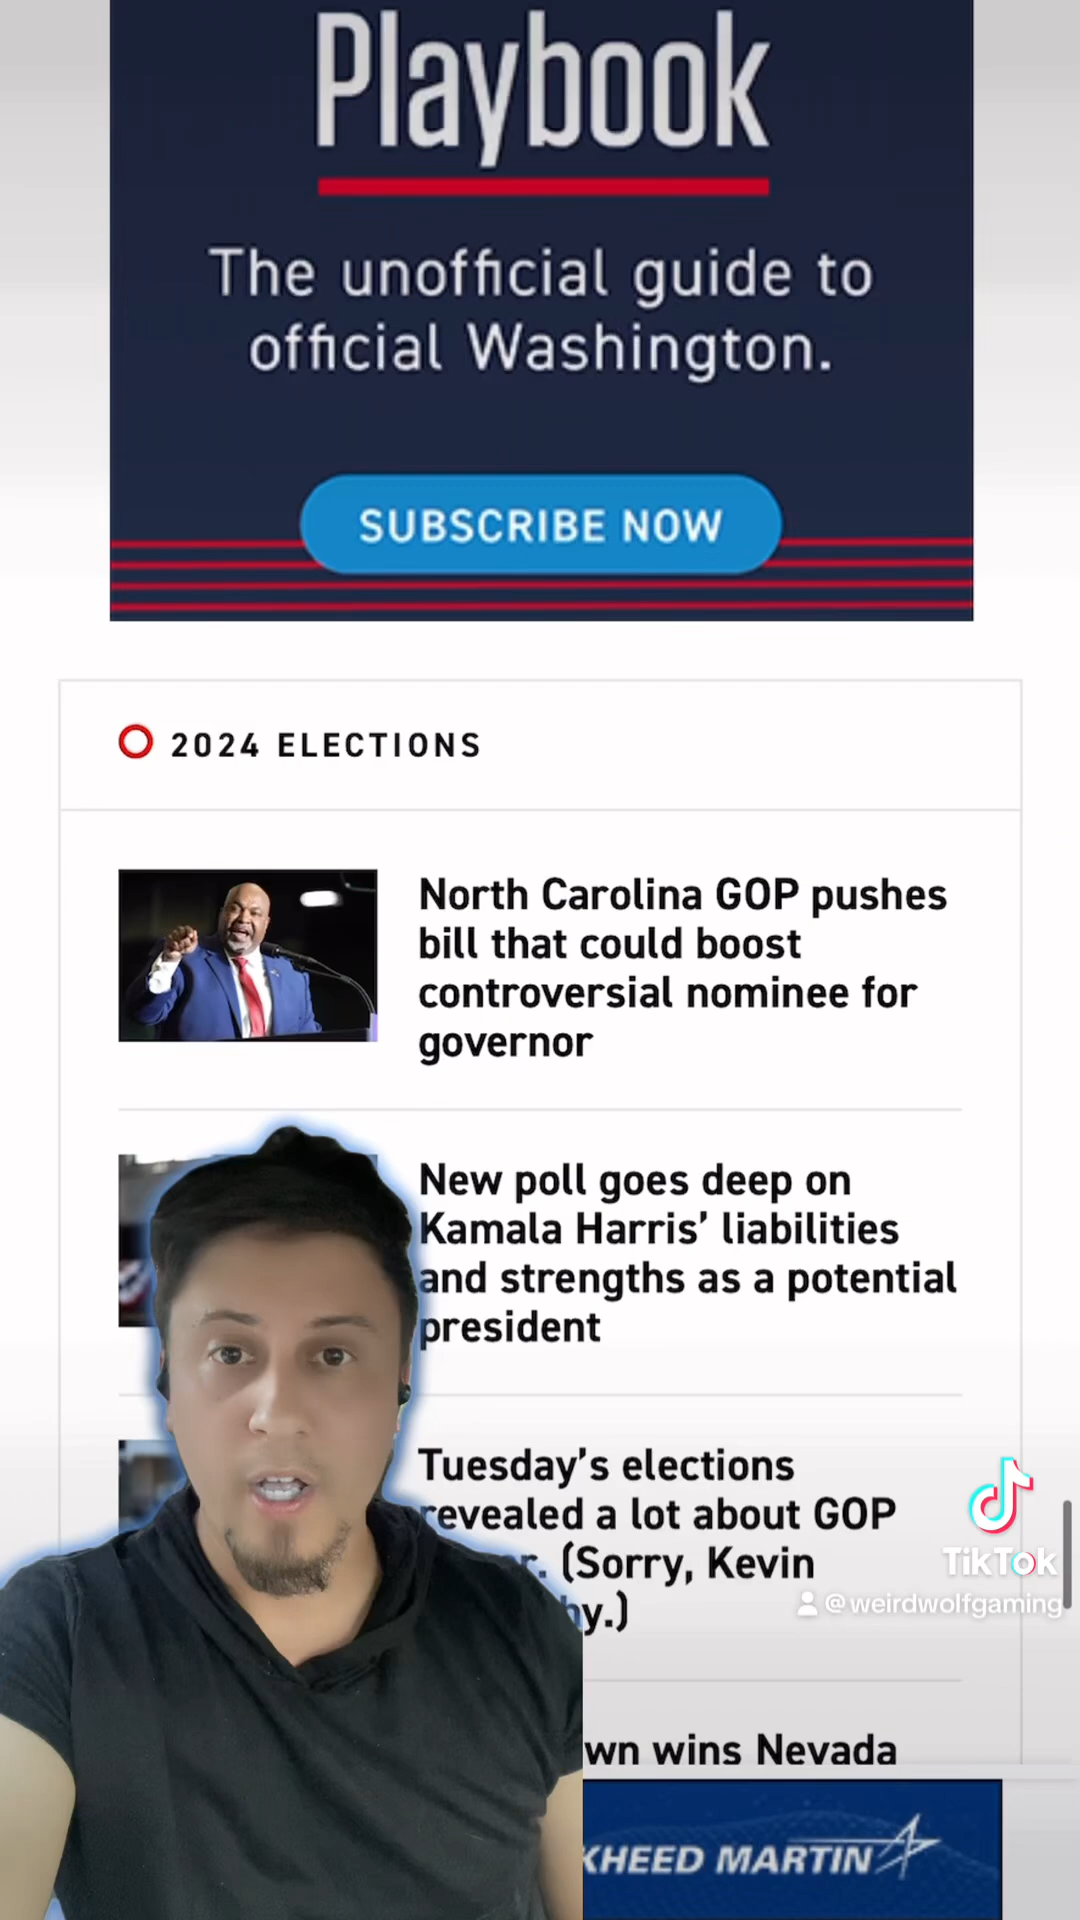 Playbook
The unofficial guide to
official Washington.
SUBSCRIBE NOW
2024 ELECTIONS
North Carolina GOP pushes
bill that could boost
controversial nominee for
governor
New poll goes deep on
Kamala Harris’ liabilities
and strengths as a potential
president
Tuesday’s elections
revealed a lot about GOP
(Sorry, Kevin
TikTok
@weirdwolfgaming
wins Nevada
MARTIN